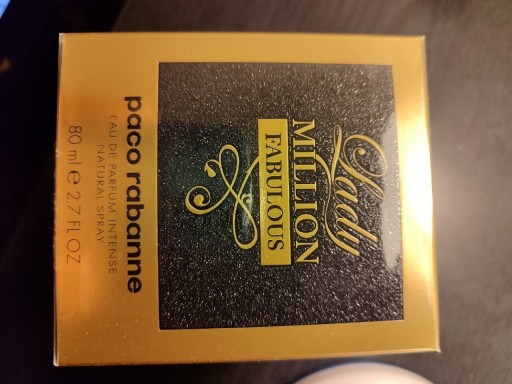 Lady
MILLION
FABULOUS
paco rabanne
EAU DE PARFUM INTENSE
NATURAL SPRAY
80 ml e 2.7 FL OZ